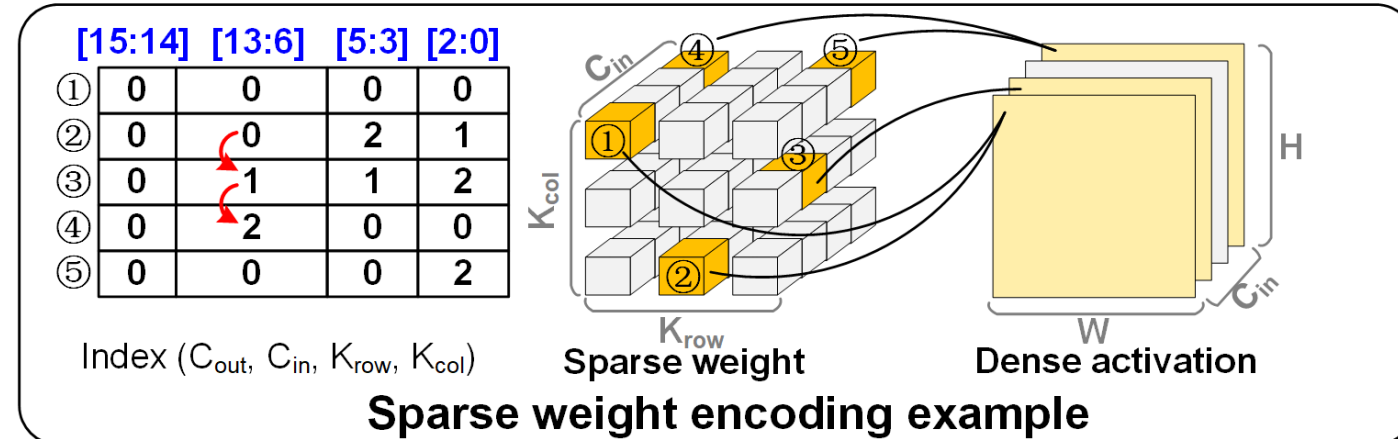 [15:14] [13:6] [5:3] [2:0]
① 0 0 0 0
② 0 0 2 1
③ 0 1 1 2
④ 0 2 0 0
⑤ 0 0 0 2
Index (Cout, Cin, Krow, Kcol)
Cin
④ ⑤
①
③
②
Kcol
Krow
Sparse weight
H
Cin
W
Dense activation
Sparse weight encoding example